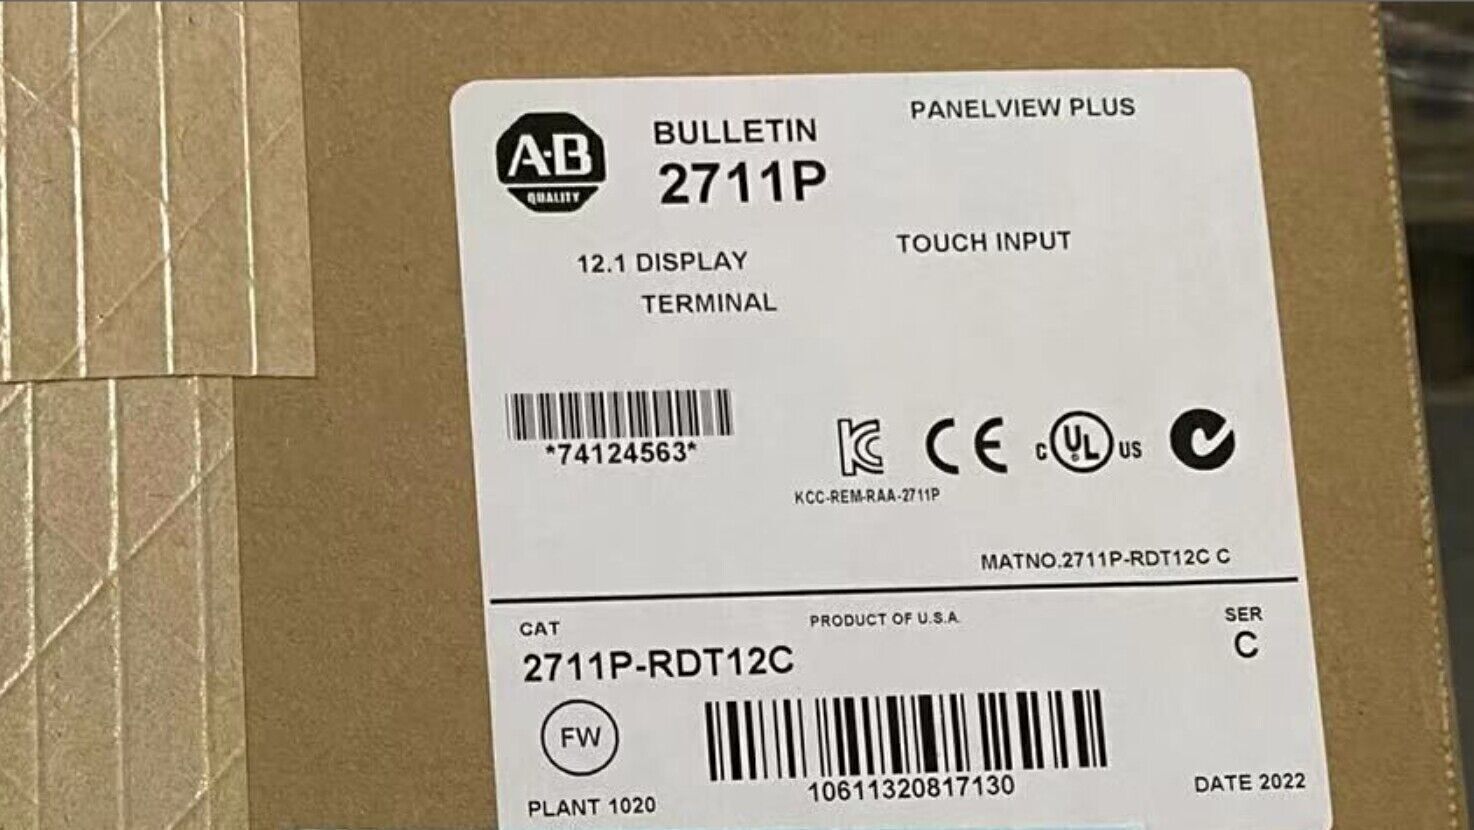 A-B
QUALITY
BULLETIN
2711P
PANELVIEW PLUS
12.1 DISPLAY
TERMINAL
TOUCH INPUT
*74124563*
KCC-REM-RAA-2711P
CE
C UL US
MATNO.2711P-RDT12C C
CAT
2711P-RDT12C
PRODUCT OF U.S.A.
SER
C
FW
10611320817130
PLANT 1020
DATE 2022